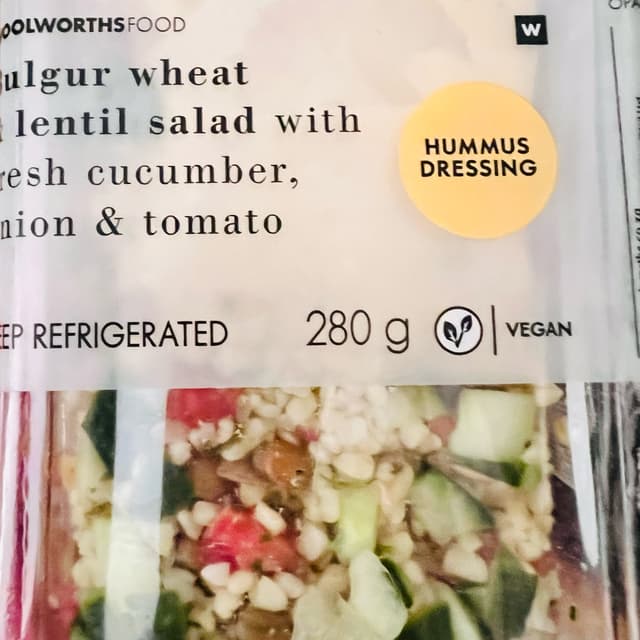 OOLWORTHSFOOD
W
ulgur wheat
lentil salad with
resh cucumber,
nion & tomato
HUMMUS
DRESSING
EP REFRIGERATED
280 g
VEGAN